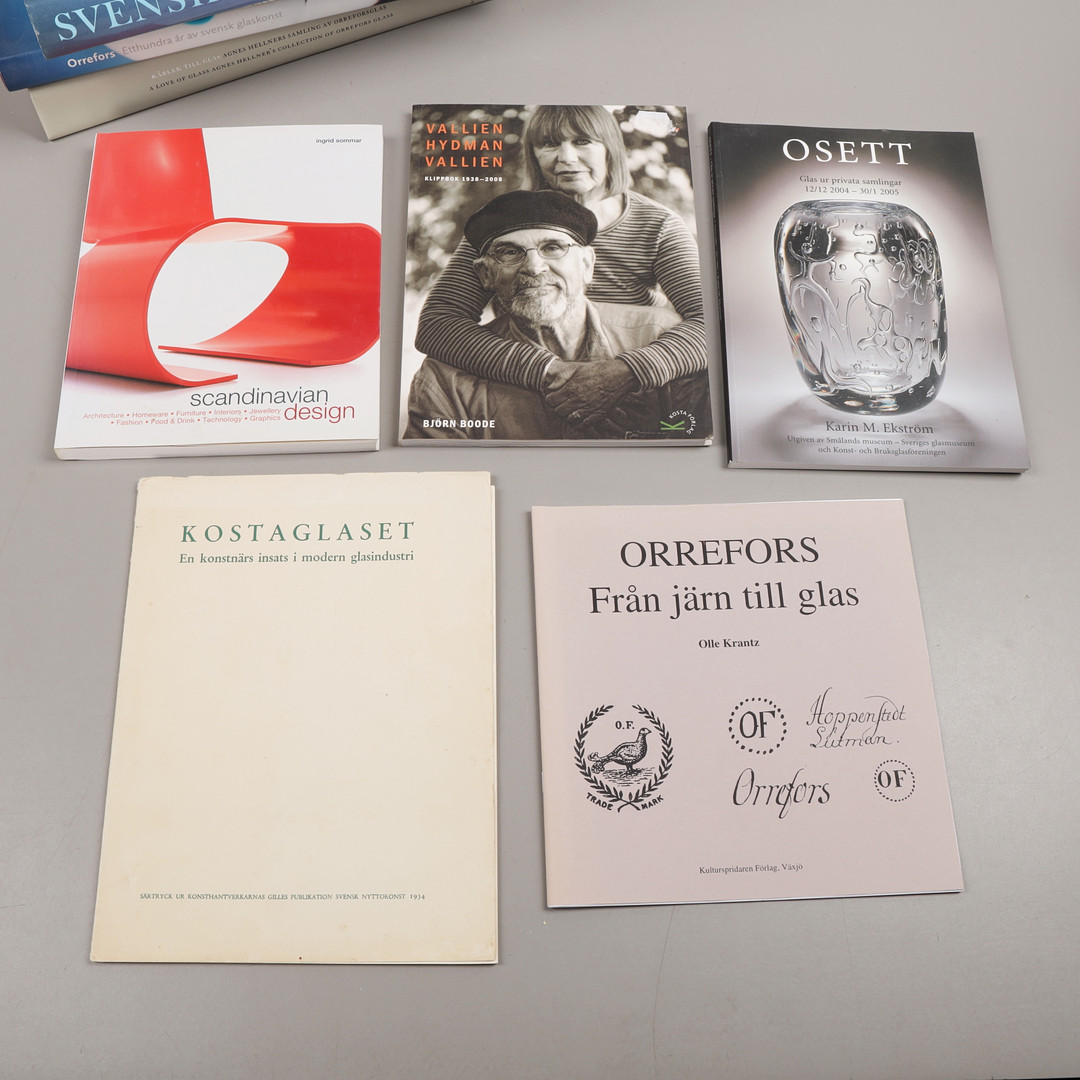 SVENSK
Orrefors Etthundra år av svensk glaskonst
KÄRLEK TILL GLAS AGNES HELLNERS SAMLING AV ORREFORSGLAS
A LOVE OF GLASS AGNES HELLNER'S COLLECTION OF ORREFORS GLASS
ingrid sommar
scandinavian
design
Architecture • Homeware • Furniture • Interiors • Jewellery
• Fashion • Food & Drink • Technology • Graphics
VALLIEN
HYDMAN
VALLIEN
KLIPPBOK 1938–2008
BJÖRN BOODE
K KOSTA FÖRLAG
OSETT
Glas ur privata samlingar
12/12 2004 – 30/1 2005
Karin M. Ekström
Utgiven av Smålands museum – Sveriges glasmuseum
och Konst- och Bruksglasföreningen
KOSTAGLASET
En konstnärs insats i modern glasindustri
SÄRTRYCK UR KONSTHANTVERKARNAS GILLES PUBLIKATION SVENSK NYTTOKONST 1934
ORREFORS
Från järn till glas
Olle Krantz
O.F.
TRADE MARK
OF
Hoppenstedt
Lütman.
Orrefors
OF
Kulturspridaren Förlag, Växjö